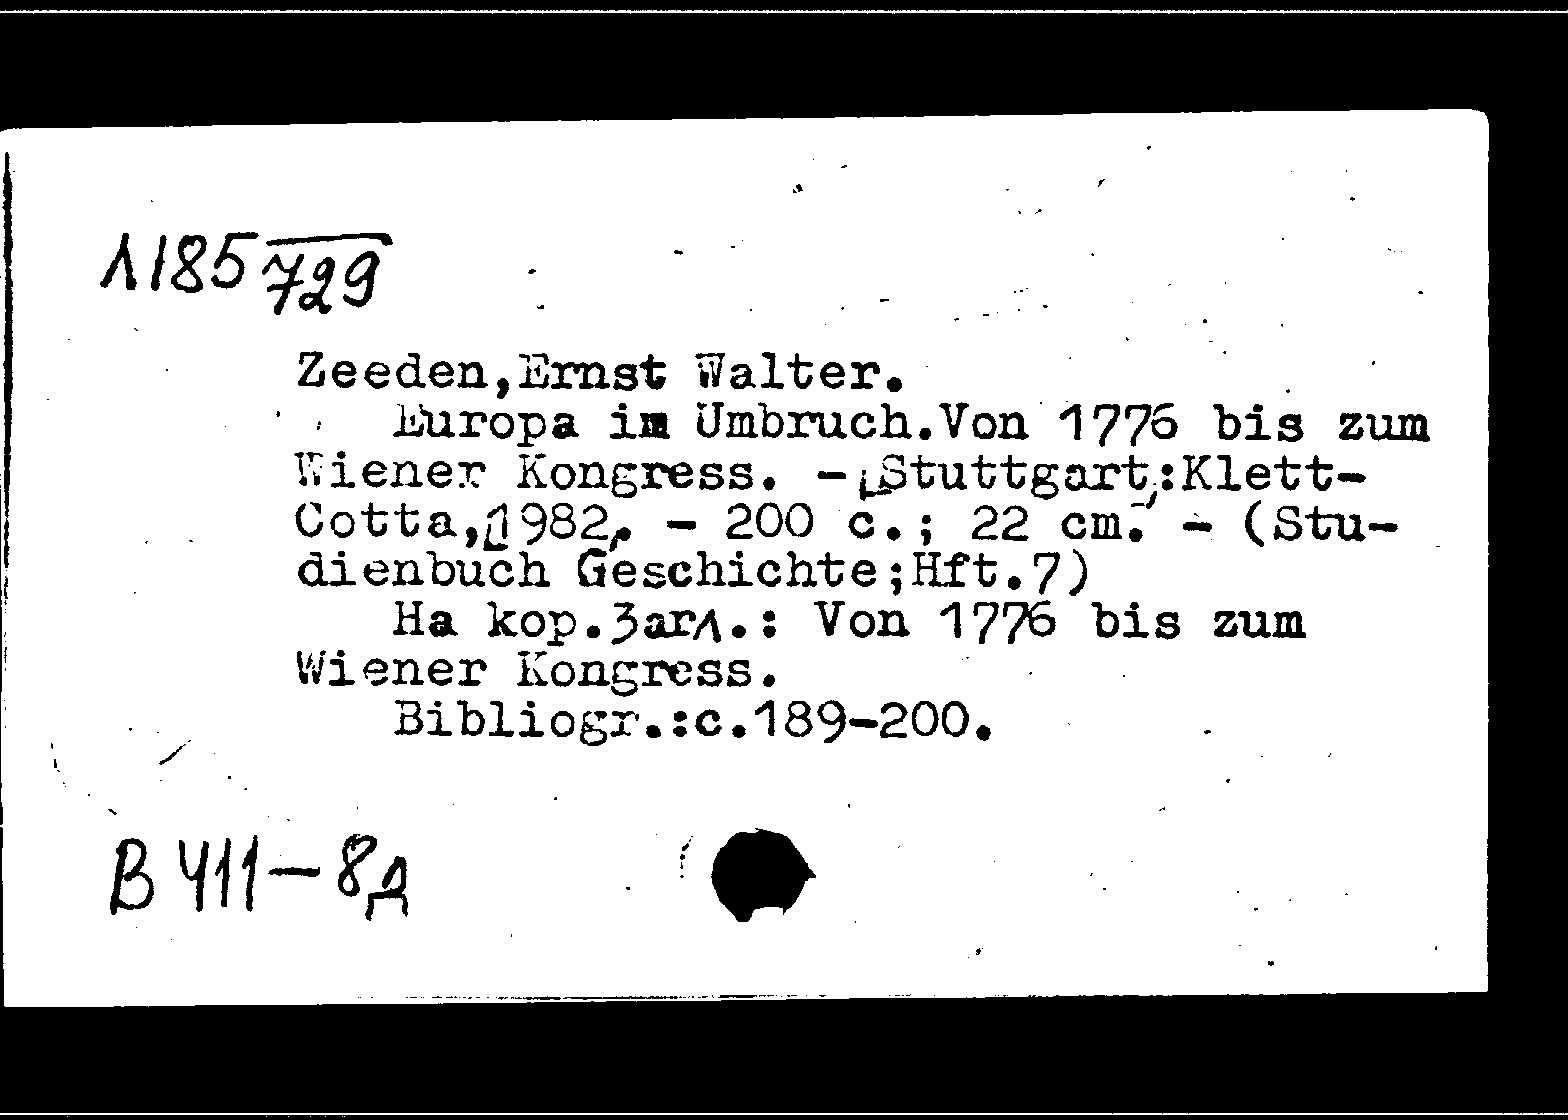 Л185 729
Zeeden,Ernst Walter.
Europa im Umbruch.Von 1776 bis zum
Wiener Kongress. - Stuttgart:Klett-
Cotta, 1982. - 200 с.; 22 cm. - (Stu-
dienbuch Geschichte;Hft.7)
На кор.загл.: Von 1776 bis zum
Wiener Kongress.
Bibliogr.:с.189-200.
В Ч11-8д